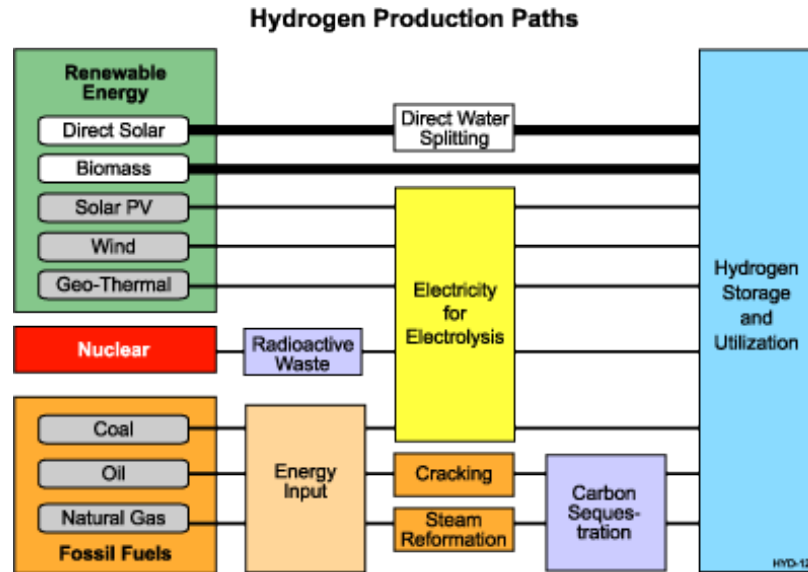 Hydrogen Production Paths
Renewable
Energy
Direct Solar
Biomass
Solar PV
Wind
Geo-Thermal
Nuclear
Coal
Oil
Natural Gas
Fossil Fuels
Radioactive
Waste
Energy
Input
Direct Water
Splitting
Electricity
for
Electrolysis
Cracking
Steam
Reformation
Carbon
Seques-
tration
Hydrogen
Storage
and
Utilization